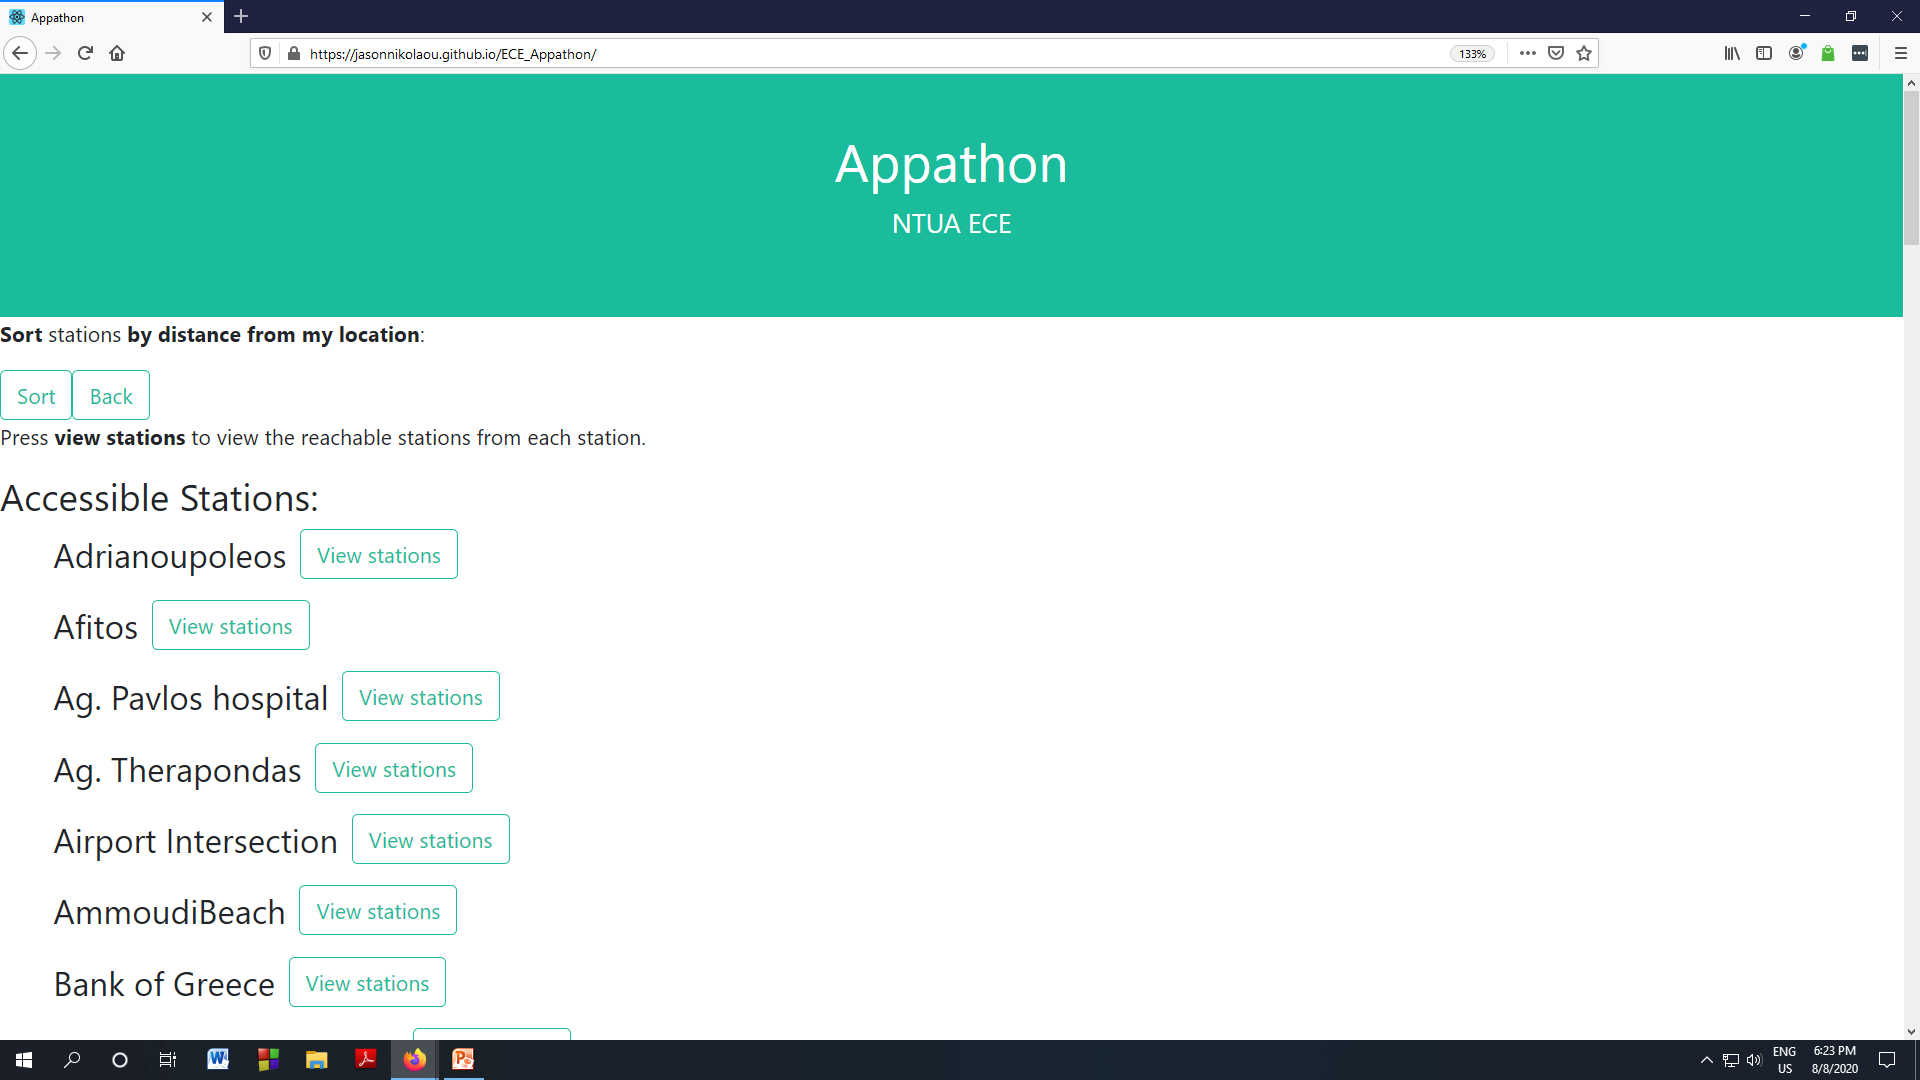 Appathon
https://jasonnikolaou.github.io/ECE_Appathon/
133%
Appathon
NTUA ECE
Sort stations by distance from my location:
Sort Back
Press view stations to view the reachable stations from each station.
Accessible Stations:
Adrianoupoleos View stations
Afitos View stations
Ag. Pavlos hospital View stations
Ag. Therapondas View stations
Airport Intersection View stations
AmmoudiBeach View stations
Bank of Greece View stations
ENG 6:23 PM
US 8/8/2020